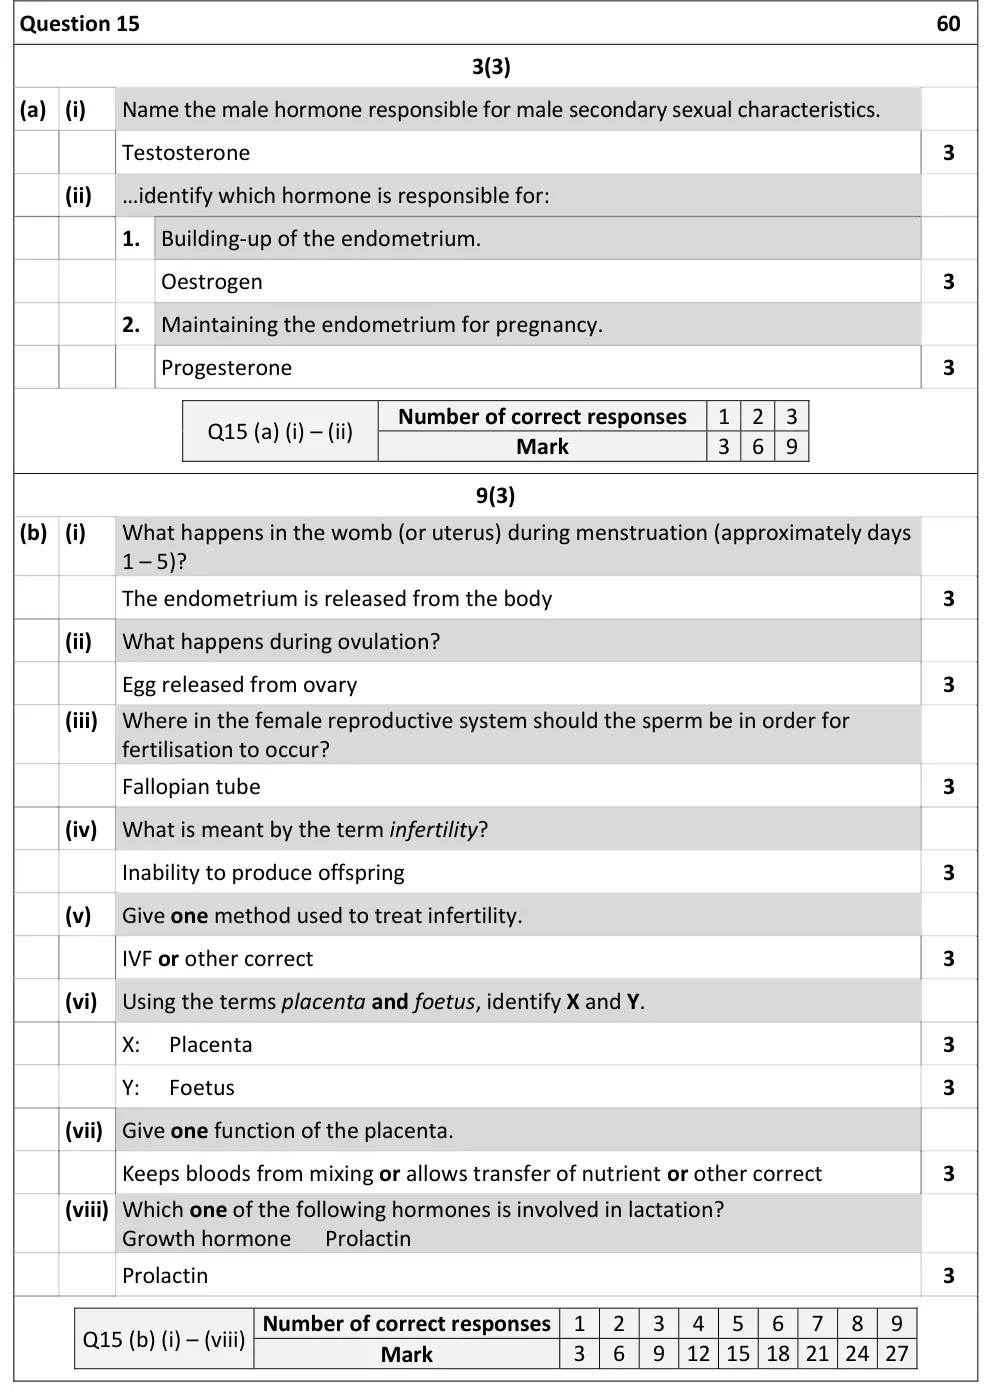 Question 15 60
3(3)
(a) (i) Name the male hormone responsible for male secondary sexual characteristics.
Testosterone 3
(ii) …identify which hormone is responsible for:
1. Building-up of the endometrium.
Oestrogen 3
2. Maintaining the endometrium for pregnancy.
Progesterone 3
Q15 (a) (i) – (ii)
Number of correct responses 1 2 3
Mark 3 6 9
9(3)
(b) (i) What happens in the womb (or uterus) during menstruation (approximately days
1 – 5)?
The endometrium is released from the body 3
(ii) What happens during ovulation?
Egg released from ovary 3
(iii) Where in the female reproductive system should the sperm be in order for
fertilisation to occur?
Fallopian tube 3
(iv) What is meant by the term infertility?
Inability to produce offspring 3
(v) Give one method used to treat infertility.
IVF or other correct 3
(vi) Using the terms placenta and foetus, identify X and Y.
X: Placenta 3
Y: Foetus 3
(vii) Give one function of the placenta.
Keeps bloods from mixing or allows transfer of nutrient or other correct 3
(viii) Which one of the following hormones is involved in lactation?
Growth hormone Prolactin
Prolactin 3
Q15 (b) (i) – (viii)
Number of correct responses 1 2 3 4 5 6 7 8 9
Mark 3 6 9 12 15 18 21 24 27